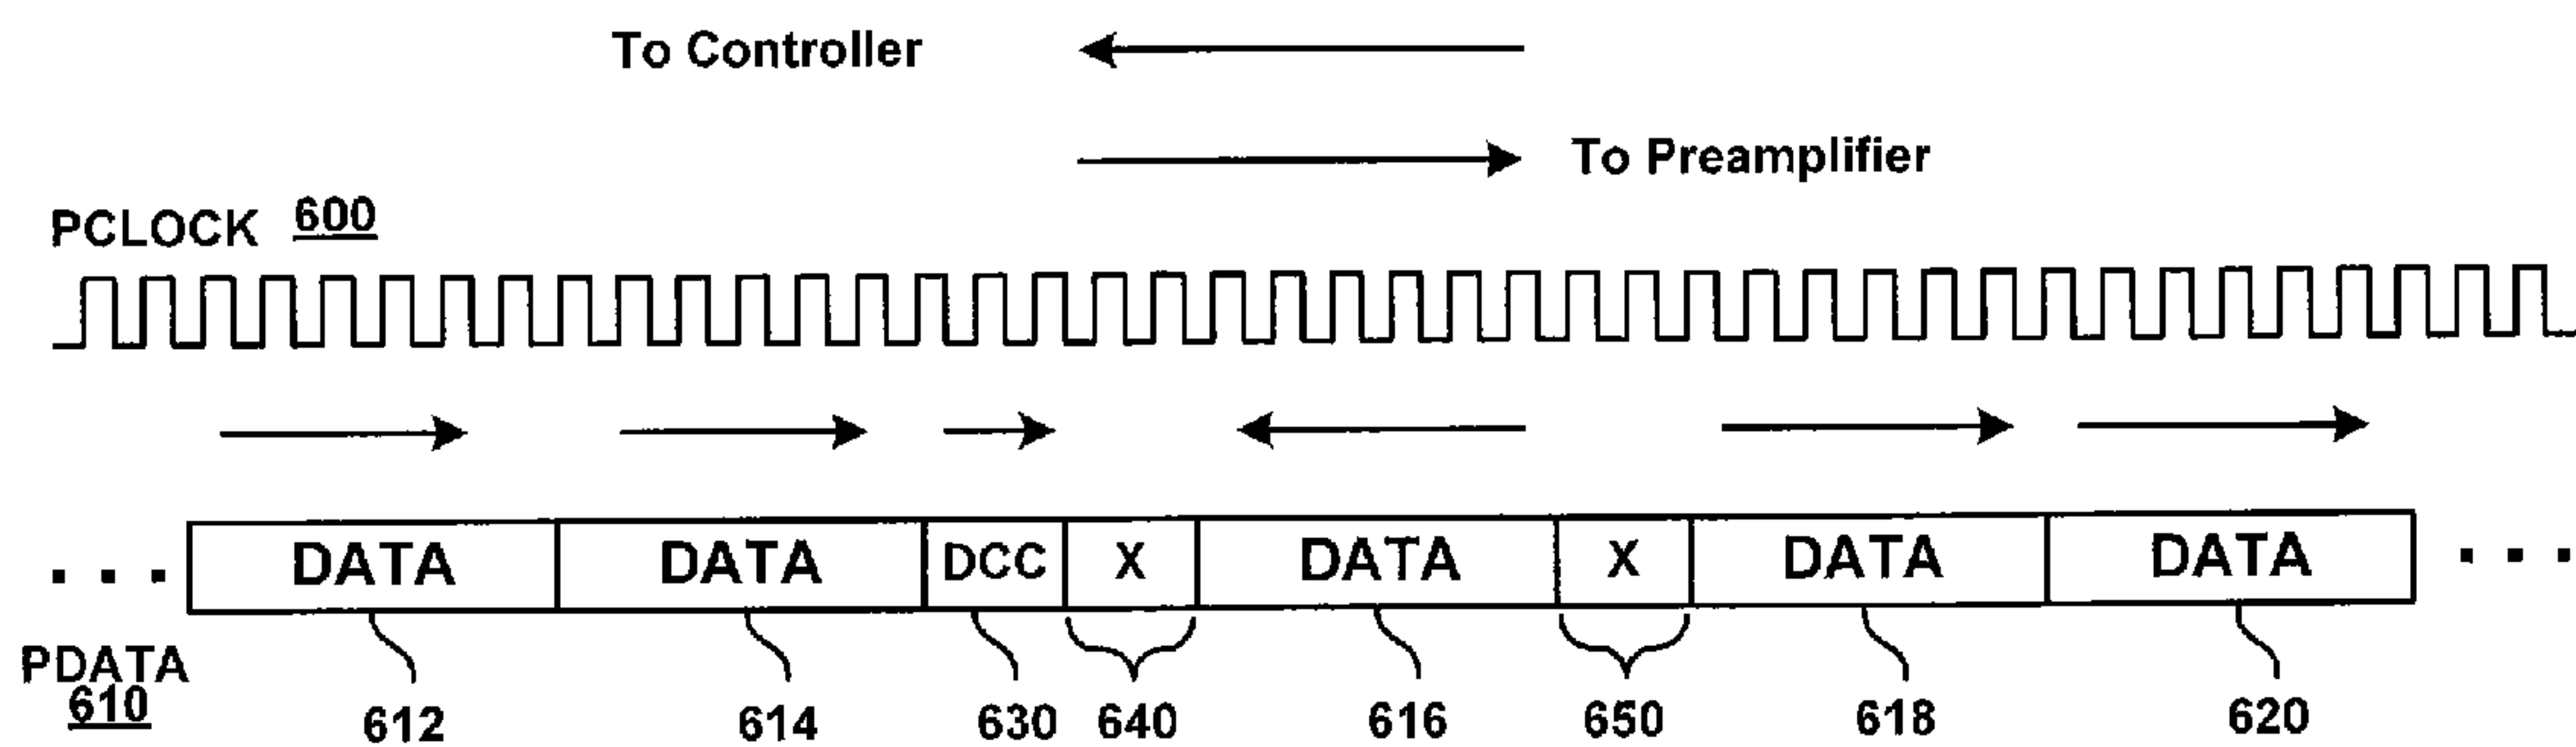 To Controller
To Preamplifier
PCLOCK 600
. . . DATA DATA DCC X DATA X DATA DATA . . .
PDATA
610
612 614 630 640 616 650 618 620